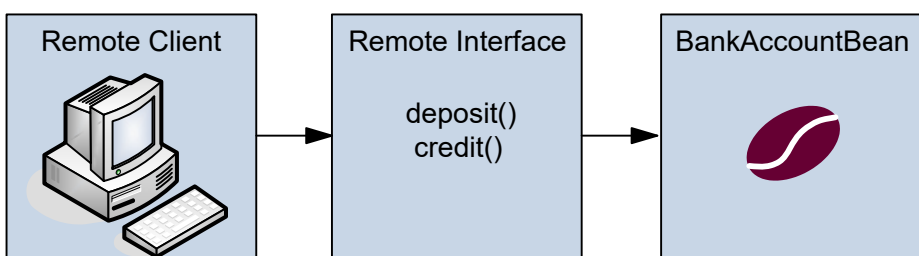 Remote Client
Remote Interface
deposit()
credit()
BankAccountBean